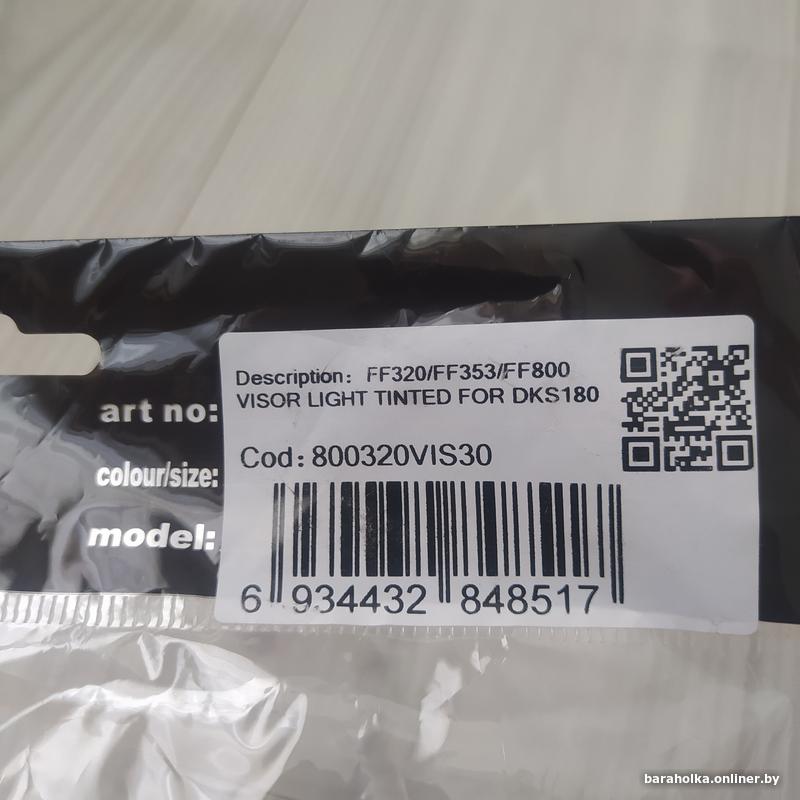 Description: FF320/FF353/FF800
VISOR LIGHT TINTED FOR DKS180
art no:
Cod: 800320VIS30
colour/size:
model:
6 934432 848517
baraholka.onliner.by